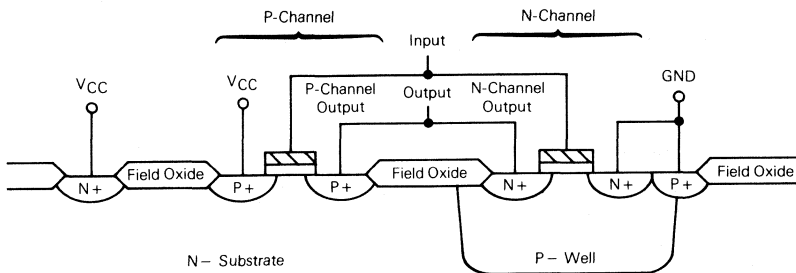 P-Channel
N-Channel
Input
VCC
VCC
P-Channel
Output
Output
N-Channel
Output
GND
N+
Field Oxide
P+
P+
Field Oxide
N+
N+
P+
Field Oxide
N– Substrate
P– Well